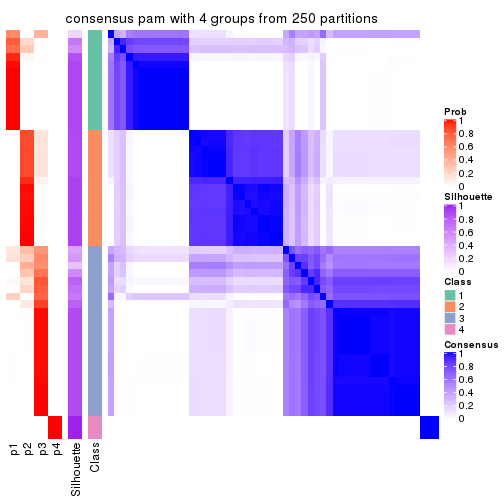 consensus pam with 4 groups from 250 partitions
Prob
1
0.8
0.6
0.4
0.2
0
Silhouette
1
0.8
0.6
0.4
0.2
0
Class
1
2
3
4
Consensus
1
0.8
0.6
0.4
0.2
0
p1
p2
p3
p4
Silhouette
Class